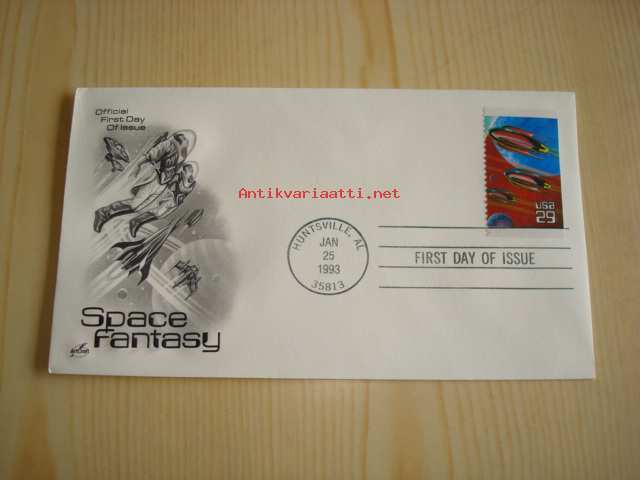 Official
First Day
Of Issue
Antikvariaatti.net
USA
29
HUNTSVILLE, AL
JAN
25
1993
35813
FIRST DAY OF ISSUE
Space
Fantasy
ArtCraft